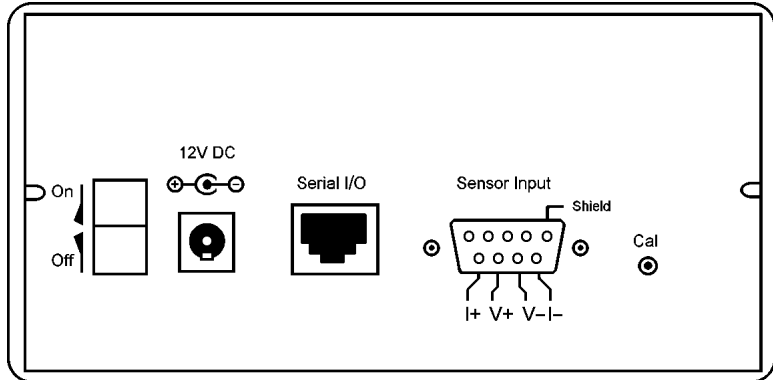 12V DC
On
Off
Serial I/O
Sensor Input
Shield
I+ V+ V– I–
Cal